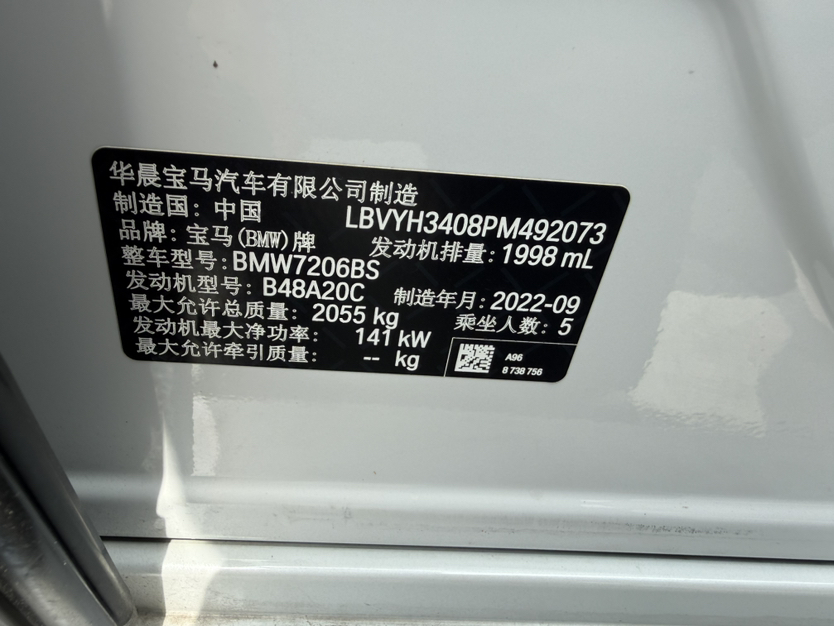 华晨宝马汽车有限公司制造
制造国: 中国 LBVYH3408PM492073
品牌: 宝马(BMW)牌 发动机排量: 1998 mL
整车型号: BMW7206BS
发动机型号: B48A20C 制造年月: 2022-09
最大允许总质量: 2055 kg 乘坐人数: 5
发动机最大净功率: 141 kW
最大允许牵引质量: -- kg
A96
B 738 756